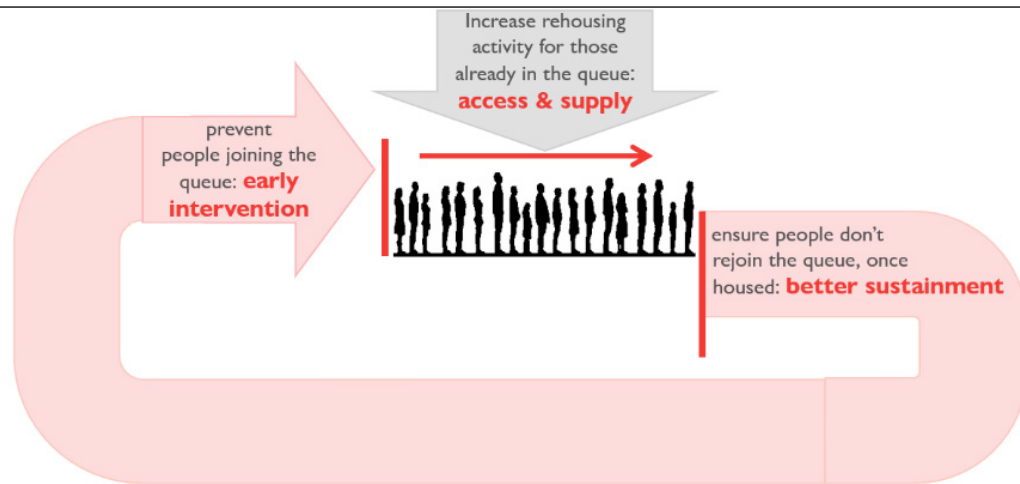 Increase rehousing
activity for those
already in the queue:
access & supply
prevent
people joining the
queue: early
intervention
ensure people don't
rejoin the queue, once
housed: better sustainment